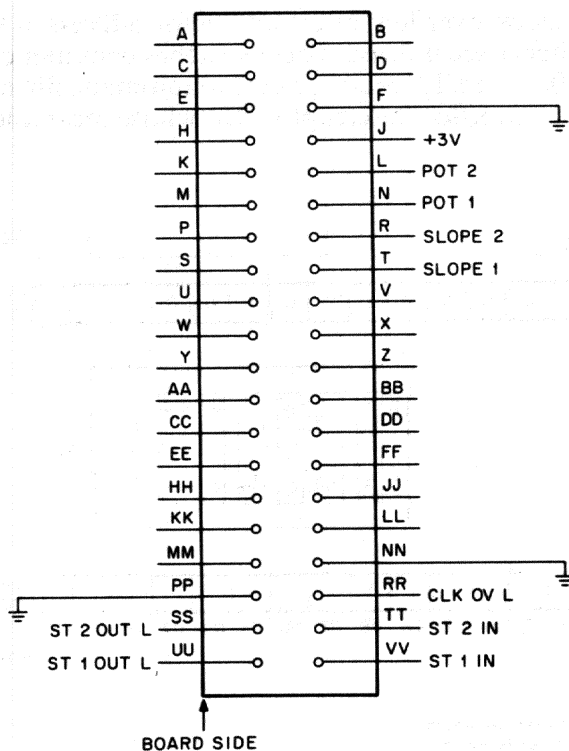 A B
C D
E F
H J +3V
K L POT 2
M N POT 1
P R SLOPE 2
S T SLOPE 1
U V
W X
Y Z
AA BB
CC DD
EE FF
HH JJ
KK LL
MM NN
PP RR CLK OV L
ST 2 OUT L SS TT ST 2 IN
ST 1 OUT L UU VV ST 1 IN
BOARD SIDE